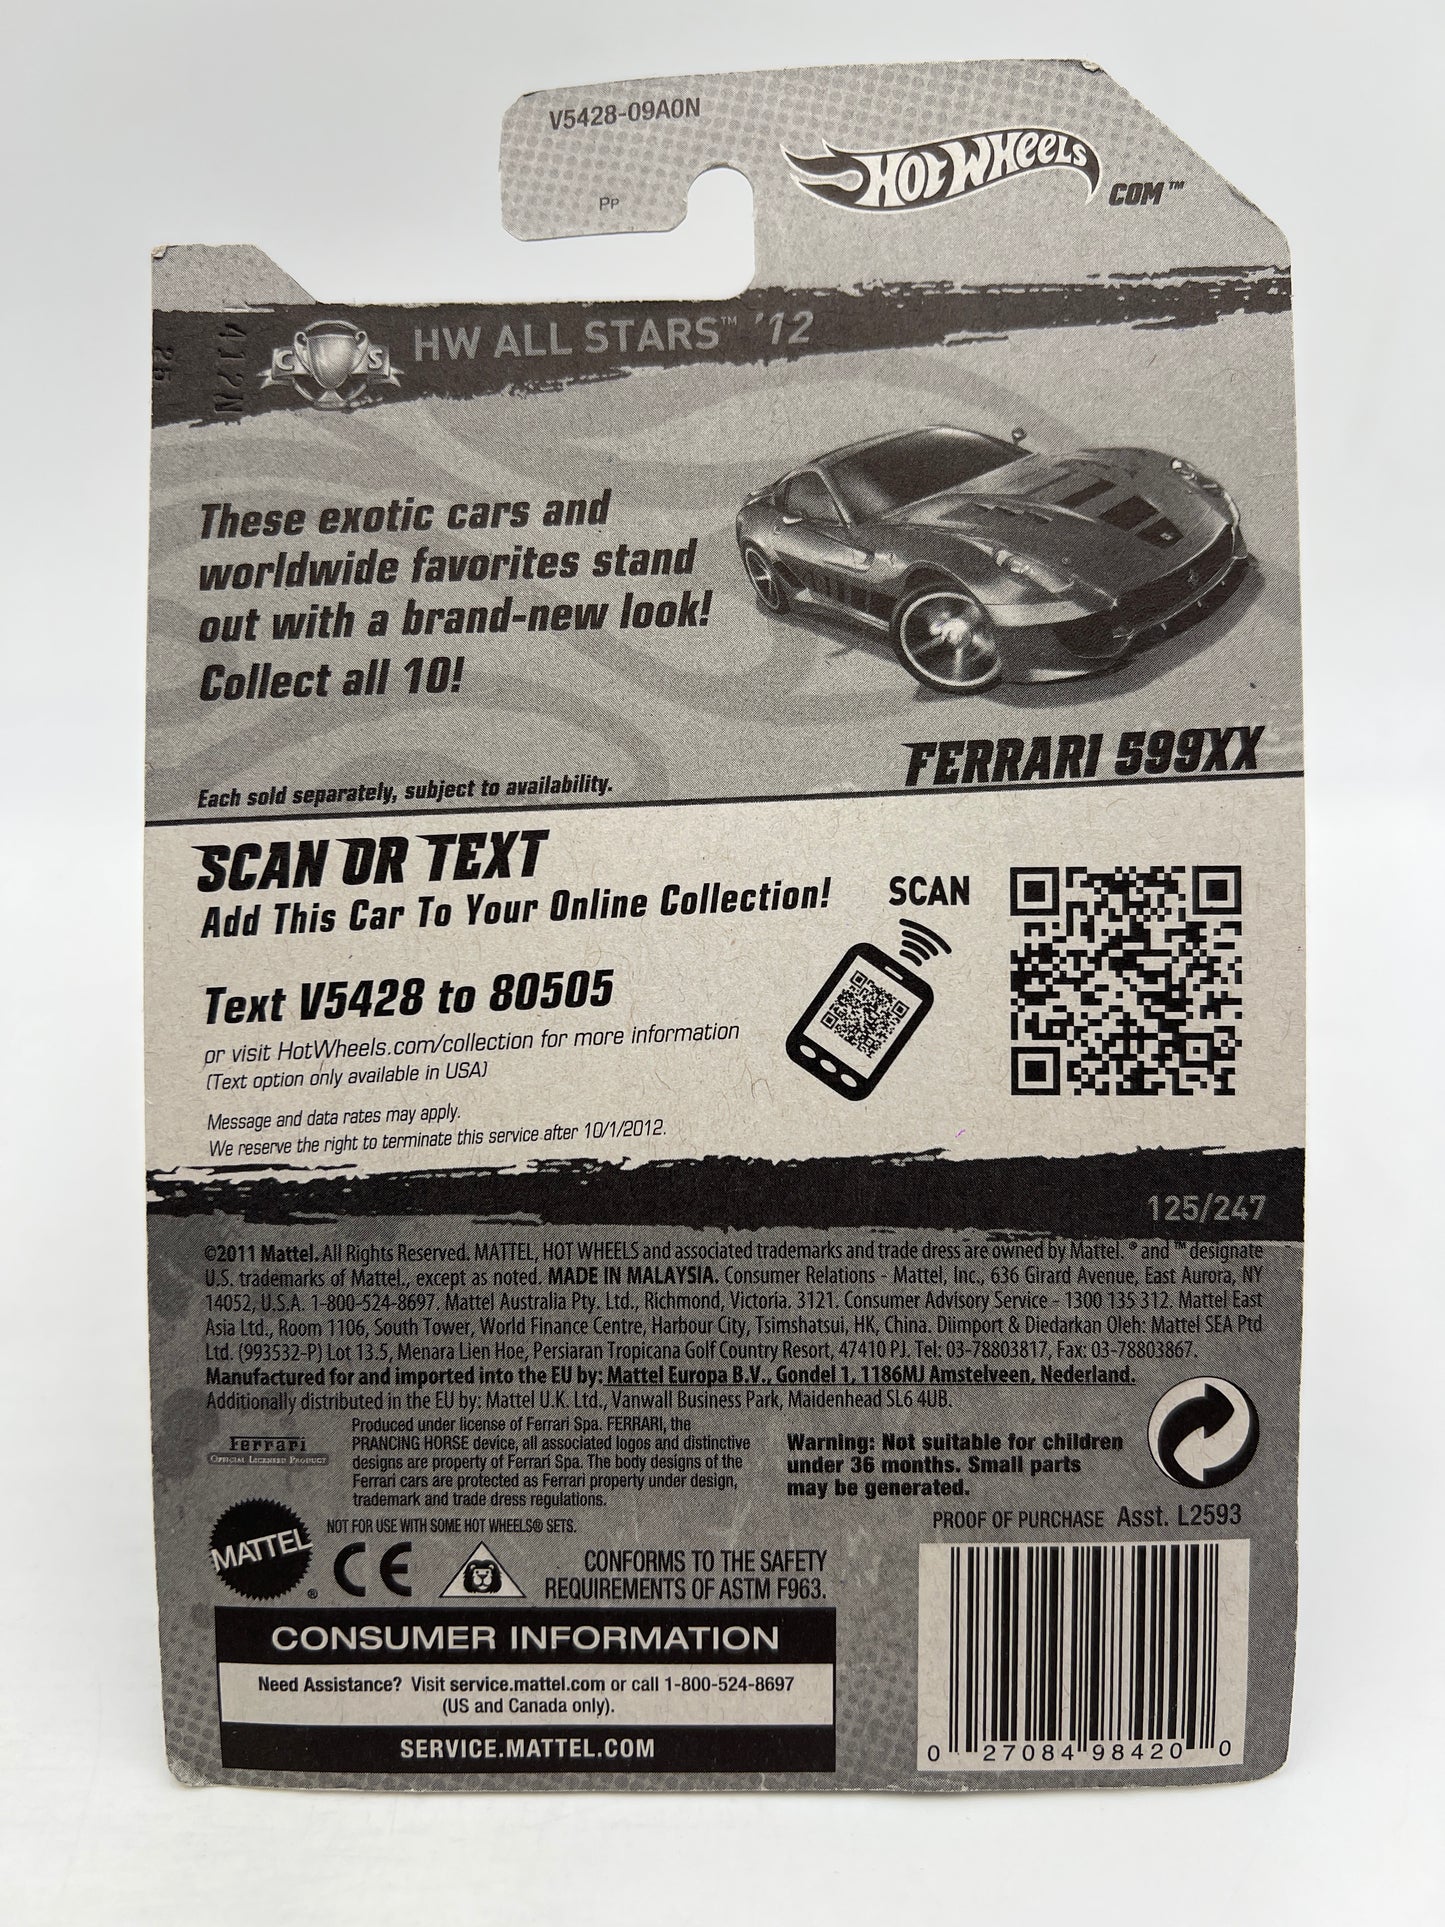 V5428-09A0N
PP
HOT WHEELS
COM™
412N
C S
HW ALL STARS™ '12
These exotic cars and
worldwide favorites stand
out with a brand-new look!
Collect all 10!
FERRARI 599XX
Each sold separately, subject to availability.
SCAN OR TEXT
Add This Car To Your Online Collection!
SCAN
Text V5428 to 80505
or visit HotWheels.com/collection for more information
(Text option only available in USA)
Message and data rates may apply.
We reserve the right to terminate this service after 10/1/2012.
125/247
©2011 Mattel. All Rights Reserved. MATTEL, HOT WHEELS and associated trademarks and trade dress are owned by Mattel. ® and ™ designate
U.S. trademarks of Mattel., except as noted. MADE IN MALAYSIA. Consumer Relations - Mattel, Inc., 636 Girard Avenue, East Aurora, NY
14052, U.S.A. 1-800-524-8697. Mattel Australia Pty. Ltd., Richmond, Victoria. 3121. Consumer Advisory Service - 1300 135 312. Mattel East
Asia Ltd., Room 1106, South Tower, World Finance Centre, Harbour City, Tsimshatsui, HK, China. Diimport & Diedarkan Oleh: Mattel SEA Ptd
Ltd. (993532-P) Lot 13.5, Menara Lien Hoe, Persiaran Tropicana Golf Country Resort, 47410 PJ. Tel: 03-78803817, Fax: 03-78803867.
Manufactured for and imported into the EU by: Mattel Europa B.V., Gondel 1, 1186MJ Amstelveen, Nederland.
Additionally distributed in the EU by: Mattel U.K. Ltd., Vanwall Business Park, Maidenhead SL6 4UB.
Ferrari
OFFICIAL LICENSED PRODUCT
Produced under license of Ferrari Spa. FERRARI, the
PRANCING HORSE device, all associated logos and distinctive
designs are property of Ferrari Spa. The body designs of the
Ferrari cars are protected as Ferrari property under design,
trademark and trade dress regulations.
Warning: Not suitable for children
under 36 months. Small parts
may be generated.
NOT FOR USE WITH SOME HOT WHEELS® SETS.
PROOF OF PURCHASE Asst. L2593
MATTEL ®
CE
CONFORMS TO THE SAFETY
REQUIREMENTS OF ASTM F963.
CONSUMER INFORMATION
Need Assistance? Visit service.mattel.com or call 1-800-524-8697
(US and Canada only).
SERVICE.MATTEL.COM
0 27084 98420 0